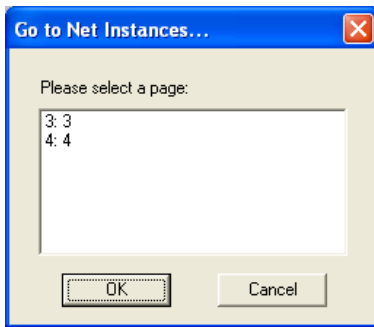 Go to Net Instances...
Please select a page:
3: 3
4: 4
OK
Cancel